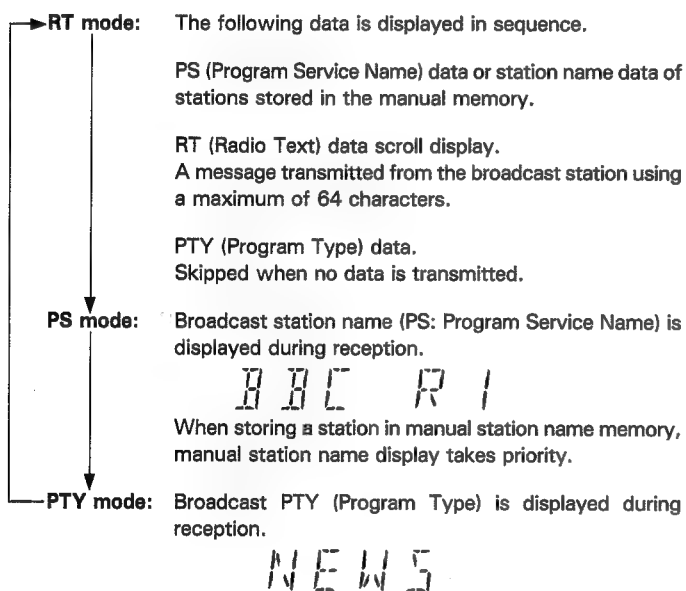 RT mode: The following data is displayed in sequence.
PS (Program Service Name) data or station name data of
stations stored in the manual memory.
RT (Radio Text) data scroll display.
A message transmitted from the broadcast station using
a maximum of 64 characters.
PTY (Program Type) data.
Skipped when no data is transmitted.
PS mode: Broadcast station name (PS: Program Service Name) is
displayed during reception.
BBC R1
When storing a station in manual station name memory,
manual station name display takes priority.
PTY mode: Broadcast PTY (Program Type) is displayed during
reception.
NEWS